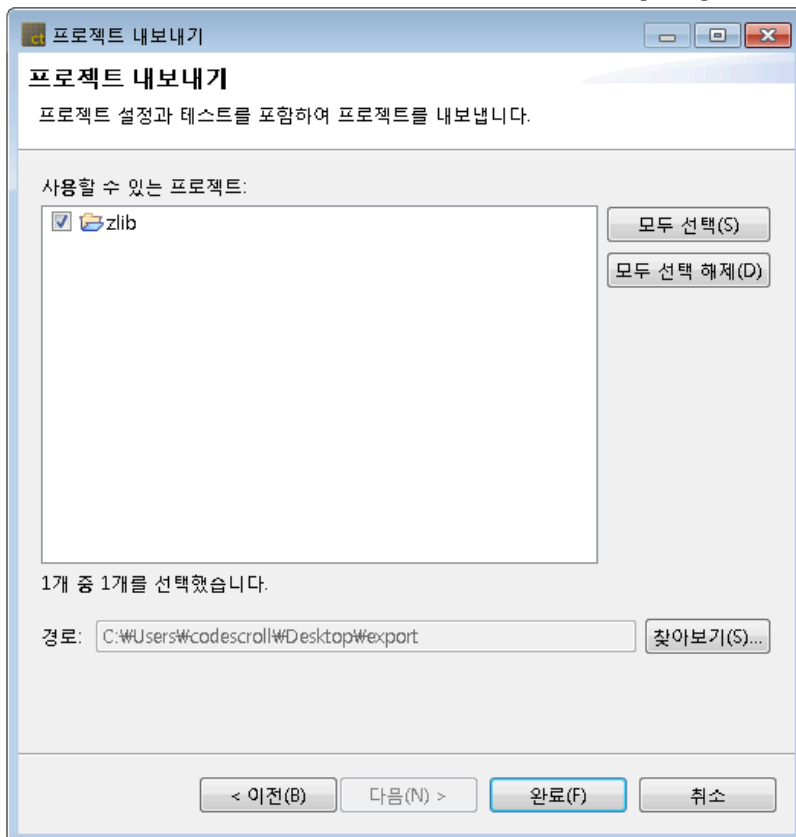 ct 프로젝트 내보내기
프로젝트 내보내기
프로젝트 설정과 테스트를 포함하여 프로젝트를 내보냅니다.
사용할 수 있는 프로젝트:
zlib
모두 선택(S)
모두 선택 해제(D)
1개 중 1개를 선택했습니다.
경로: C:₩Users₩codescroll₩Desktop₩export 찾아보기(S)...
< 이전(B) 다음(N) > 완료(F) 취소